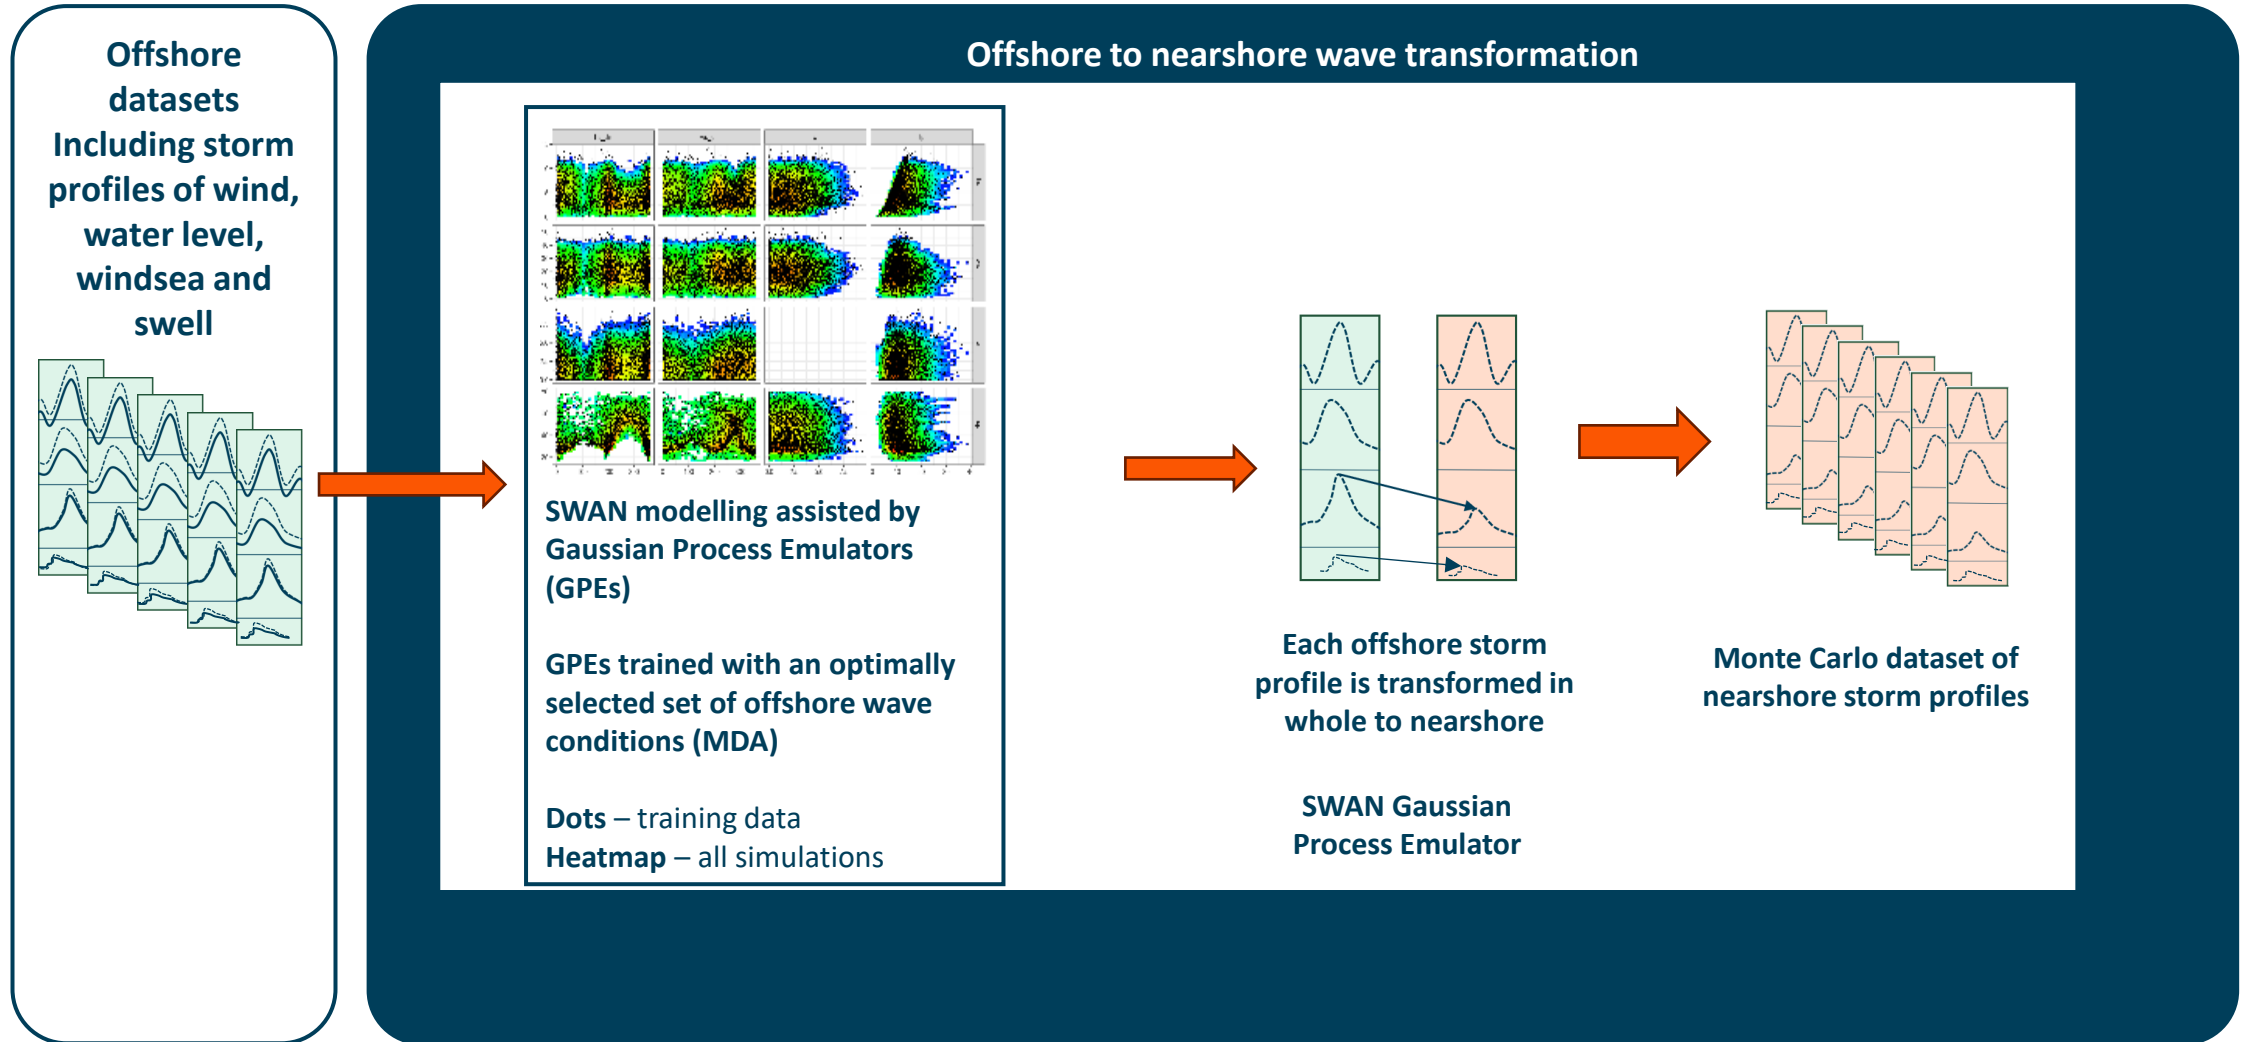 Offshore
datasets
Including storm
profiles of wind,
water level,
windsea and
swell
Offshore to nearshore wave transformation
SWAN modelling assisted by
Gaussian Process Emulators
(GPEs)
GPEs trained with an optimally
selected set of offshore wave
conditions (MDA)
Dots – training data
Heatmap – all simulations
Each offshore storm
profile is transformed in
whole to nearshore
SWAN Gaussian
Process Emulator
Monte Carlo dataset of
nearshore storm profiles